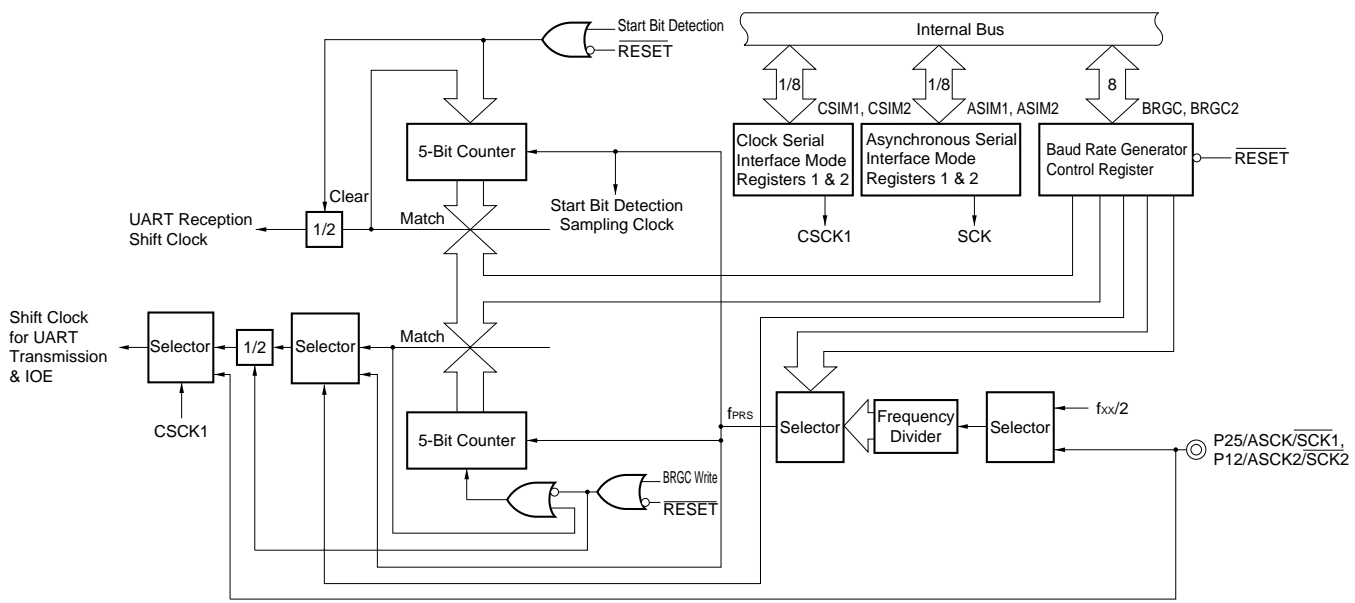 Start Bit Detection
RESET
Internal Bus
1/8
1/8
8
CSIM1, CSIM2
ASIM1, ASIM2
BRGC, BRGC2
5-Bit Counter
Clock Serial
Interface Mode
Registers 1 & 2
Asynchronous Serial
Interface Mode
Registers 1 & 2
Baud Rate Generator
Control Register
RESET
Clear
Match
Start Bit Detection
Sampling Clock
UART Reception
Shift Clock
1/2
CSCK1
SCK
Shift Clock
for UART
Transmission
& IOE
Selector
1/2
Selector
Match
CSCK1
5-Bit Counter
fPRS
Selector
Frequency
Divider
Selector
fXX/2
P25/ASCK/SCK1,
P12/ASCK2/SCK2
BRGC Write
RESET